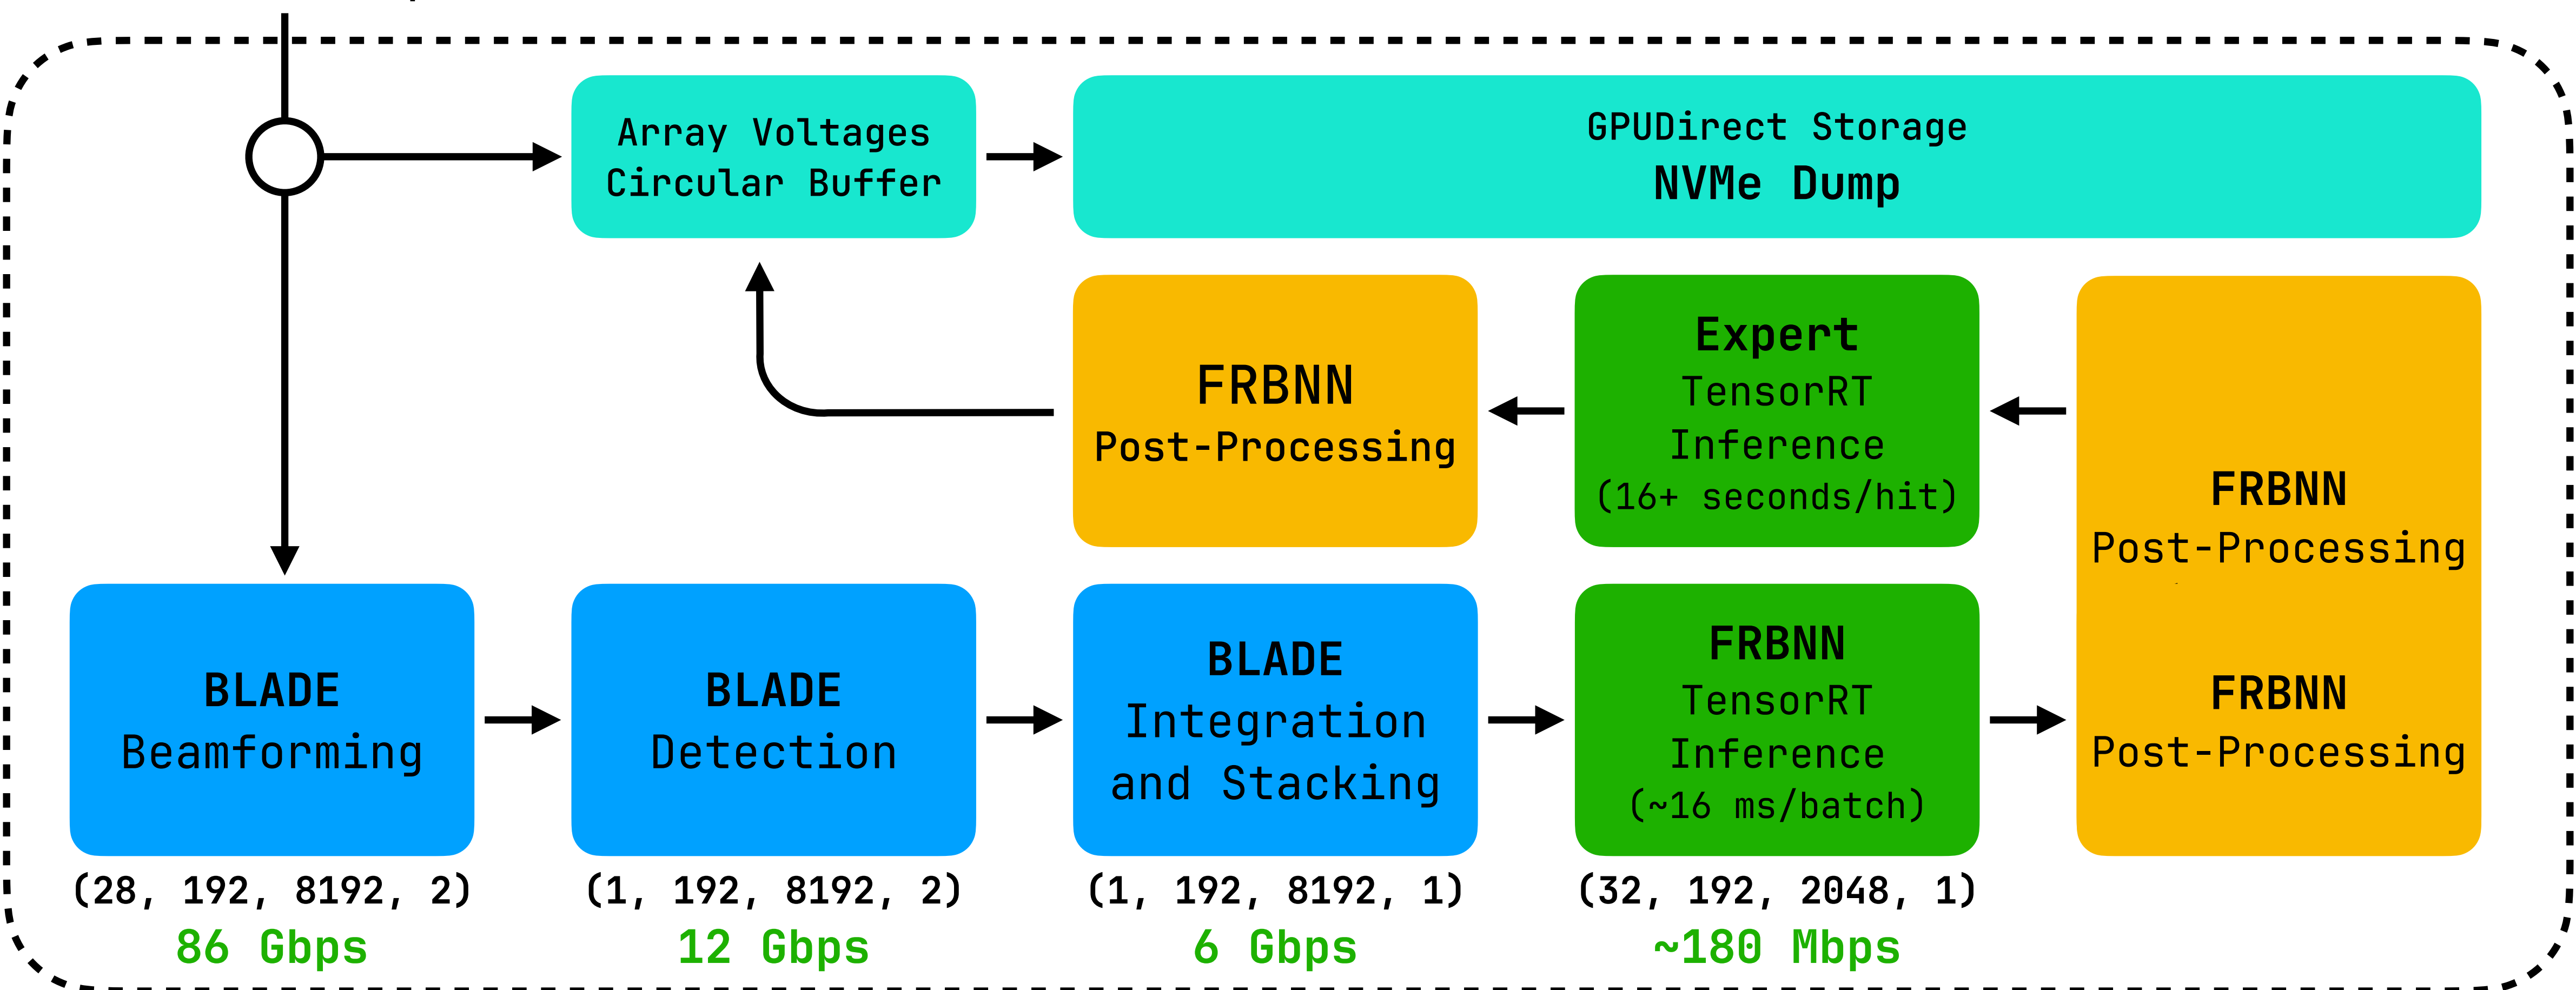 Array Voltages
Circular Buffer
GPUDirect Storage
NVMe Dump
FRBNN
Post-Processing
Expert
TensorRT
Inference
(16+ seconds/hit)
FRBNN
Post-Processing
BLADE
Beamforming
BLADE
Detection
BLADE
Integration
and Stacking
FRBNN
TensorRT
Inference
(~16 ms/batch)
FRBNN
Post-Processing
(28, 192, 8192, 2)
86 Gbps
(1, 192, 8192, 2)
12 Gbps
(1, 192, 8192, 1)
6 Gbps
(32, 192, 2048, 1)
~180 Mbps